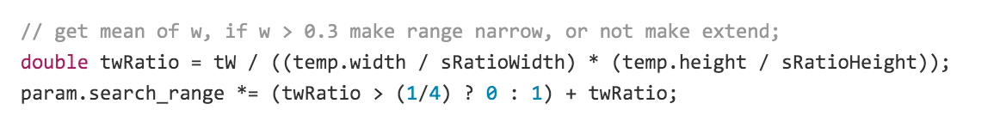 // get mean of w, if w > 0.3 make range narrow, or not make extend;
double twRatio = tW / ((temp.width / sRatioWidth) * (temp.height / sRatioHeight));
param.search_range *= (twRatio > (1/4) ? 0 : 1) + twRatio;